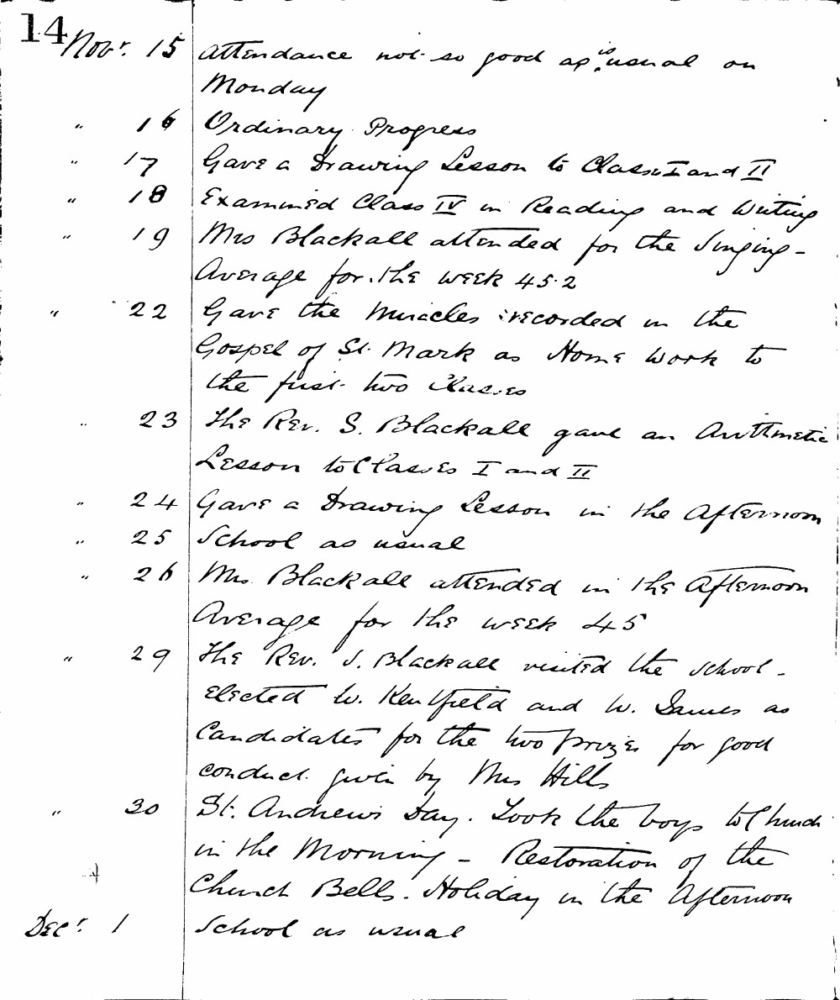 14
Novr. 15 Attendance not so good as is usual on
Monday
" 16 Ordinary Progress
" 17 Gave a Drawing Lesson to Classes I and II
" 18 Examined Class IV in Reading and Writing
" 19 Mrs Blackall attended for the Singing -
Average for the week 45.2
" 22 Gave the Miracles recorded in the
Gospel of St. Mark as Home Work to
the first two Classes
" 23 The Rev. S. Blackall gave an Arithmetic
Lesson to Classes I and II
" 24 Gave a Drawing Lesson in the Afternoon
" 25 School as usual
" 26 Mrs Blackall attended in the Afternoon
Average for the week 45
" 29 The Rev. S. Blackall visited the School -
elected W. Kentfield and W. James as
Candidates for the two prizes for good
conduct given by Mrs Hills
" 30 St. Andrews Day. Took the boys to Church
in the Morning - Restoration of the
Church Bells. Holiday in the Afternoon
Decr. 1 School as usual